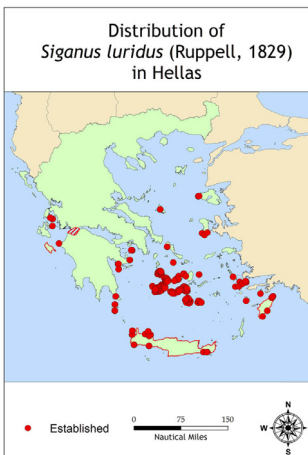 Distribution of
Siganus luridus (Ruppell, 1829)
in Hellas
Established
0 75 150
Nautical Miles
N
W E
S